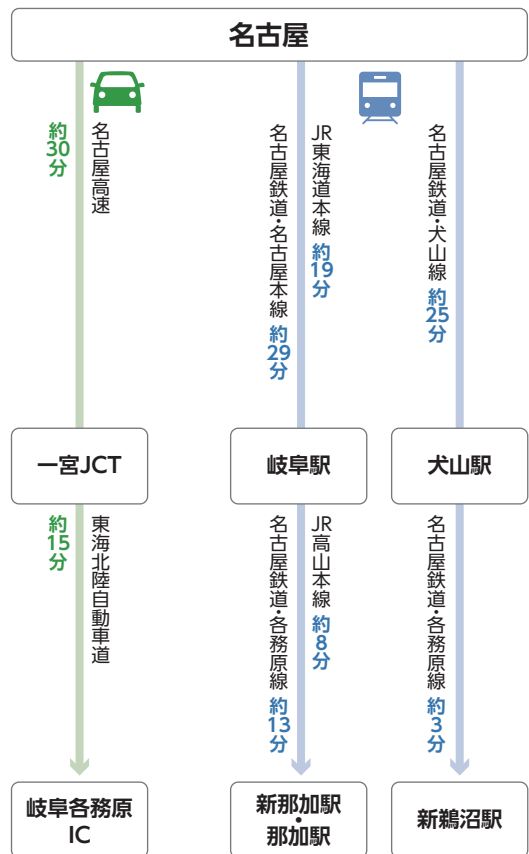 名古屋
約30分
名古屋高速
名古屋鉄道・名古屋本線 約29分
JR東海道本線 約19分
名古屋鉄道・犬山線 約25分
一宮JCT
岐阜駅
犬山駅
約15分
東海北陸自動車道
名古屋鉄道・各務原線 約13分
JR高山本線 約8分
名古屋鉄道・各務原線 約3分
岐阜各務原
IC
新那加駅
・
那加駅
新鵜沼駅